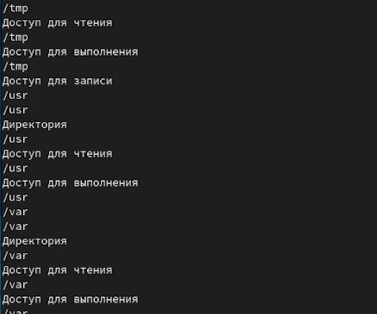 /tmp
Доступ для чтения
/tmp
Доступ для выполнения
/tmp
Доступ для записи
/usr
/usr
Директория
/usr
Доступ для чтения
/usr
Доступ для выполнения
/usr
/var
/var
Директория
/var
Доступ для чтения
/var
Доступ для выполнения
/var